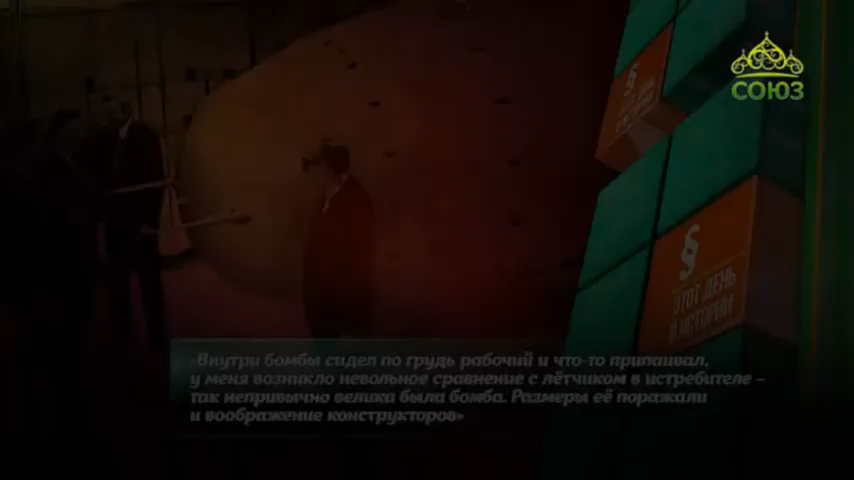 СОЮЗ
§
§
ЭТОТ ДЕНЬ
В ИСТОРИИ
«Внутри бомбы сидел по грудь рабочий и что-то припаивал,
у меня возникло невольное сравнение с лётчиком в истребителе –
так непривычно велика была бомба. Размеры её поражали
и воображение конструкторов»